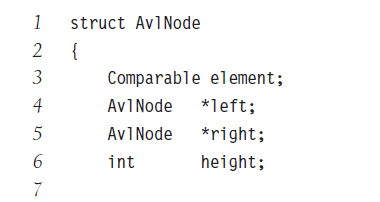 1 struct AvlNode
2 {
3 Comparable element;
4 AvlNode *left;
5 AvlNode *right;
6 int height;
7